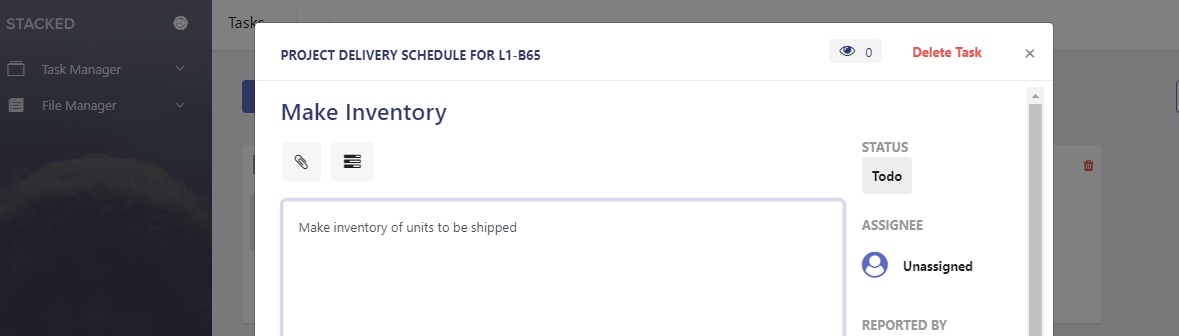 STACKED
Tasks
Task Manager
File Manager
PROJECT DELIVERY SCHEDULE FOR L1-B65
0
Delete Task
×
Make Inventory
STATUS
Todo
Make inventory of units to be shipped
ASSIGNEE
Unassigned
REPORTED BY